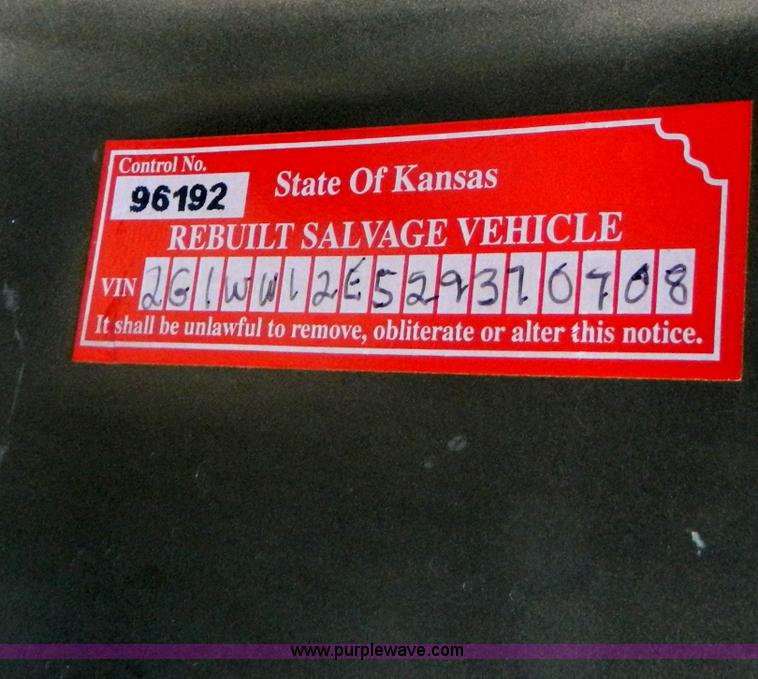 Control No.
96192
State Of Kansas
REBUILT SALVAGE VEHICLE
VIN 2G1WW12E529370708
It shall be unlawful to remove, obliterate or alter this notice.
www.purplewave.com